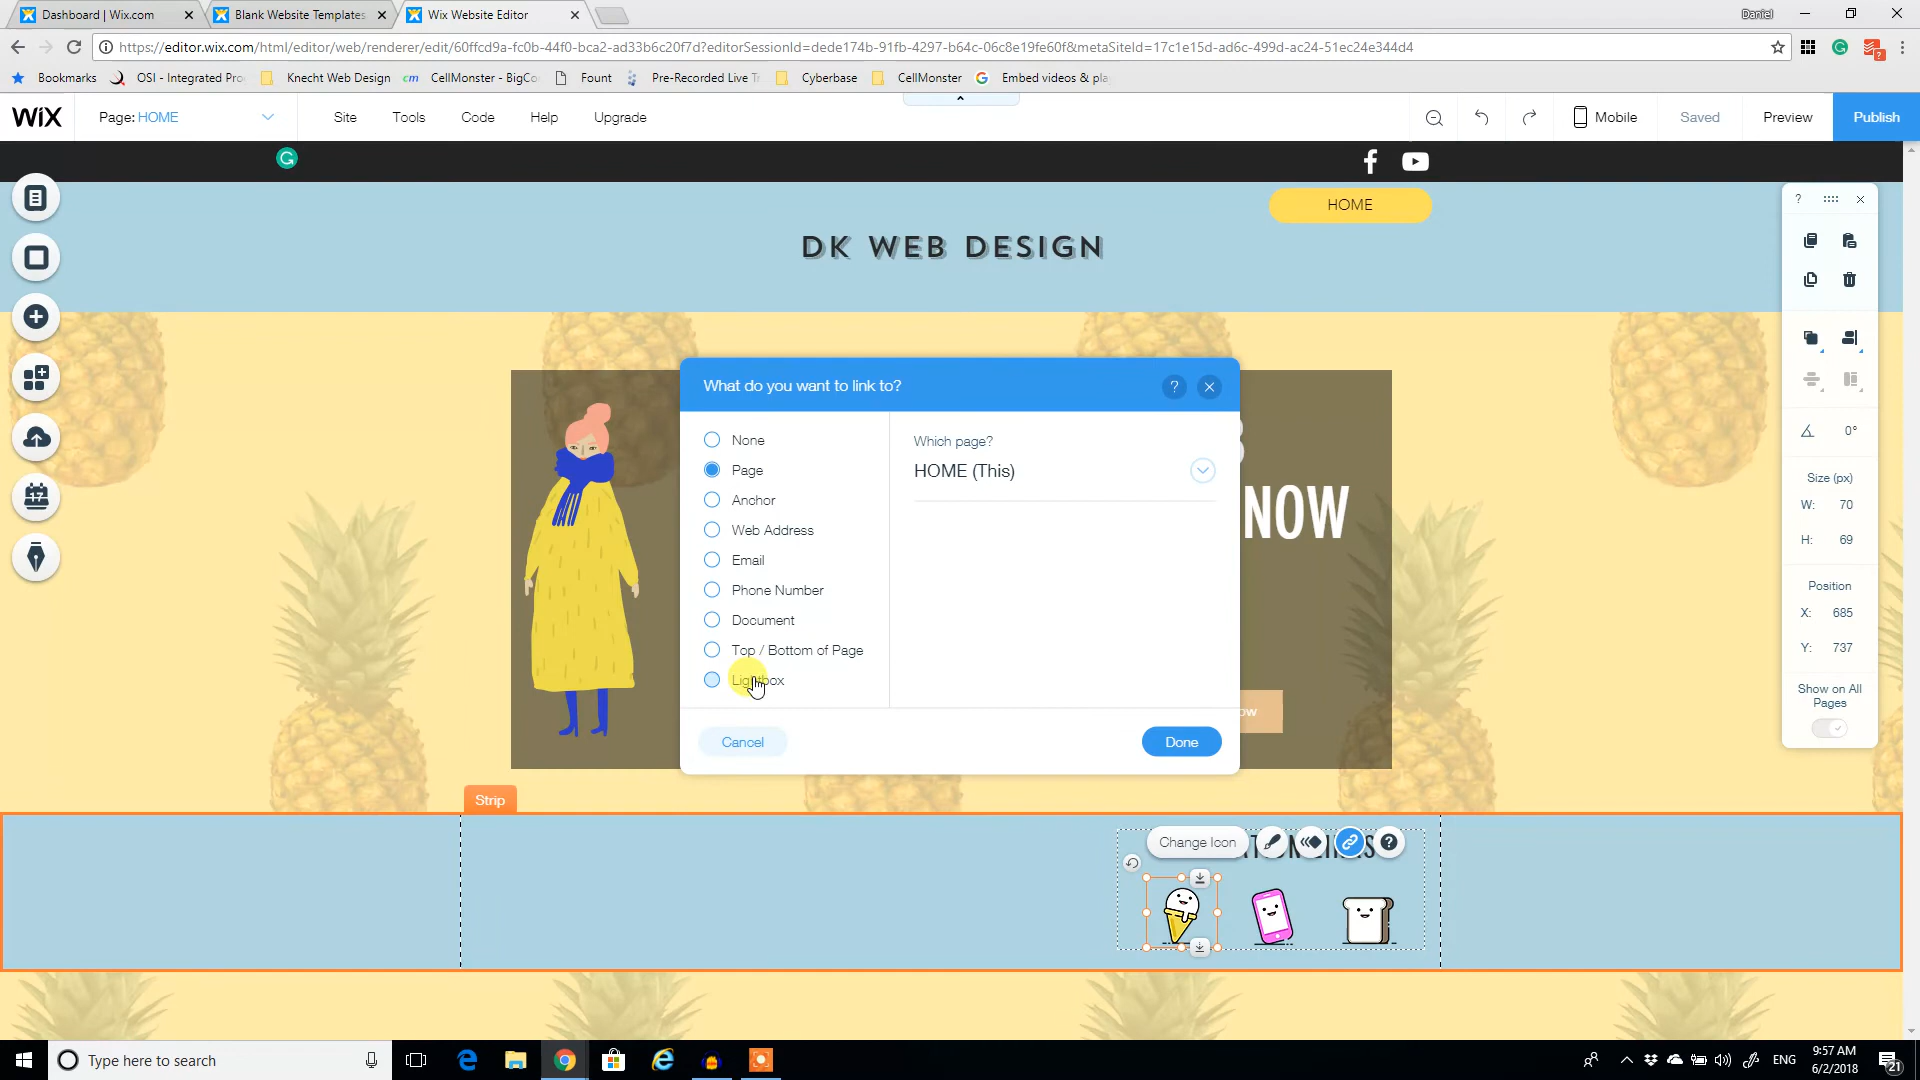 Dashboard | Wix.com
Blank Website Templates
Wix Website Editor
Daniel
https://editor.wix.com/html/editor/web/renderer/edit/60ffcd9a-fc0b-44f0-bca2-ad33b6c20f7d?editorSessionId=dede174b-91fb-4297-b64c-06c8e19fe60f&metaSiteId=17c1e15d-ad6c-499d-ac24-51ec24e344d4
Bookmarks
OSI - Integrated Pro
Knecht Web Design
CellMonster - BigCo
Fount
Pre-Recorded Live T
Cyberbase
CellMonster
Embed videos & pla
WiX
Page: HOME
Site
Tools
Code
Help
Upgrade
Mobile
Saved
Preview
Publish
HOME
DK WEB DESIGN
What do you want to link to?
None
Page
Anchor
Web Address
Email
Phone Number
Document
Top / Bottom of Page
Lightbox
Which page?
HOME (This)
Cancel
Done
NOW
ow
0°
Size (px)
W: 70
H: 69
Position
X: 685
Y: 737
Show on All
Pages
Strip
Change Icon
17
Type here to search
ENG
9:57 AM
6/2/2018
21